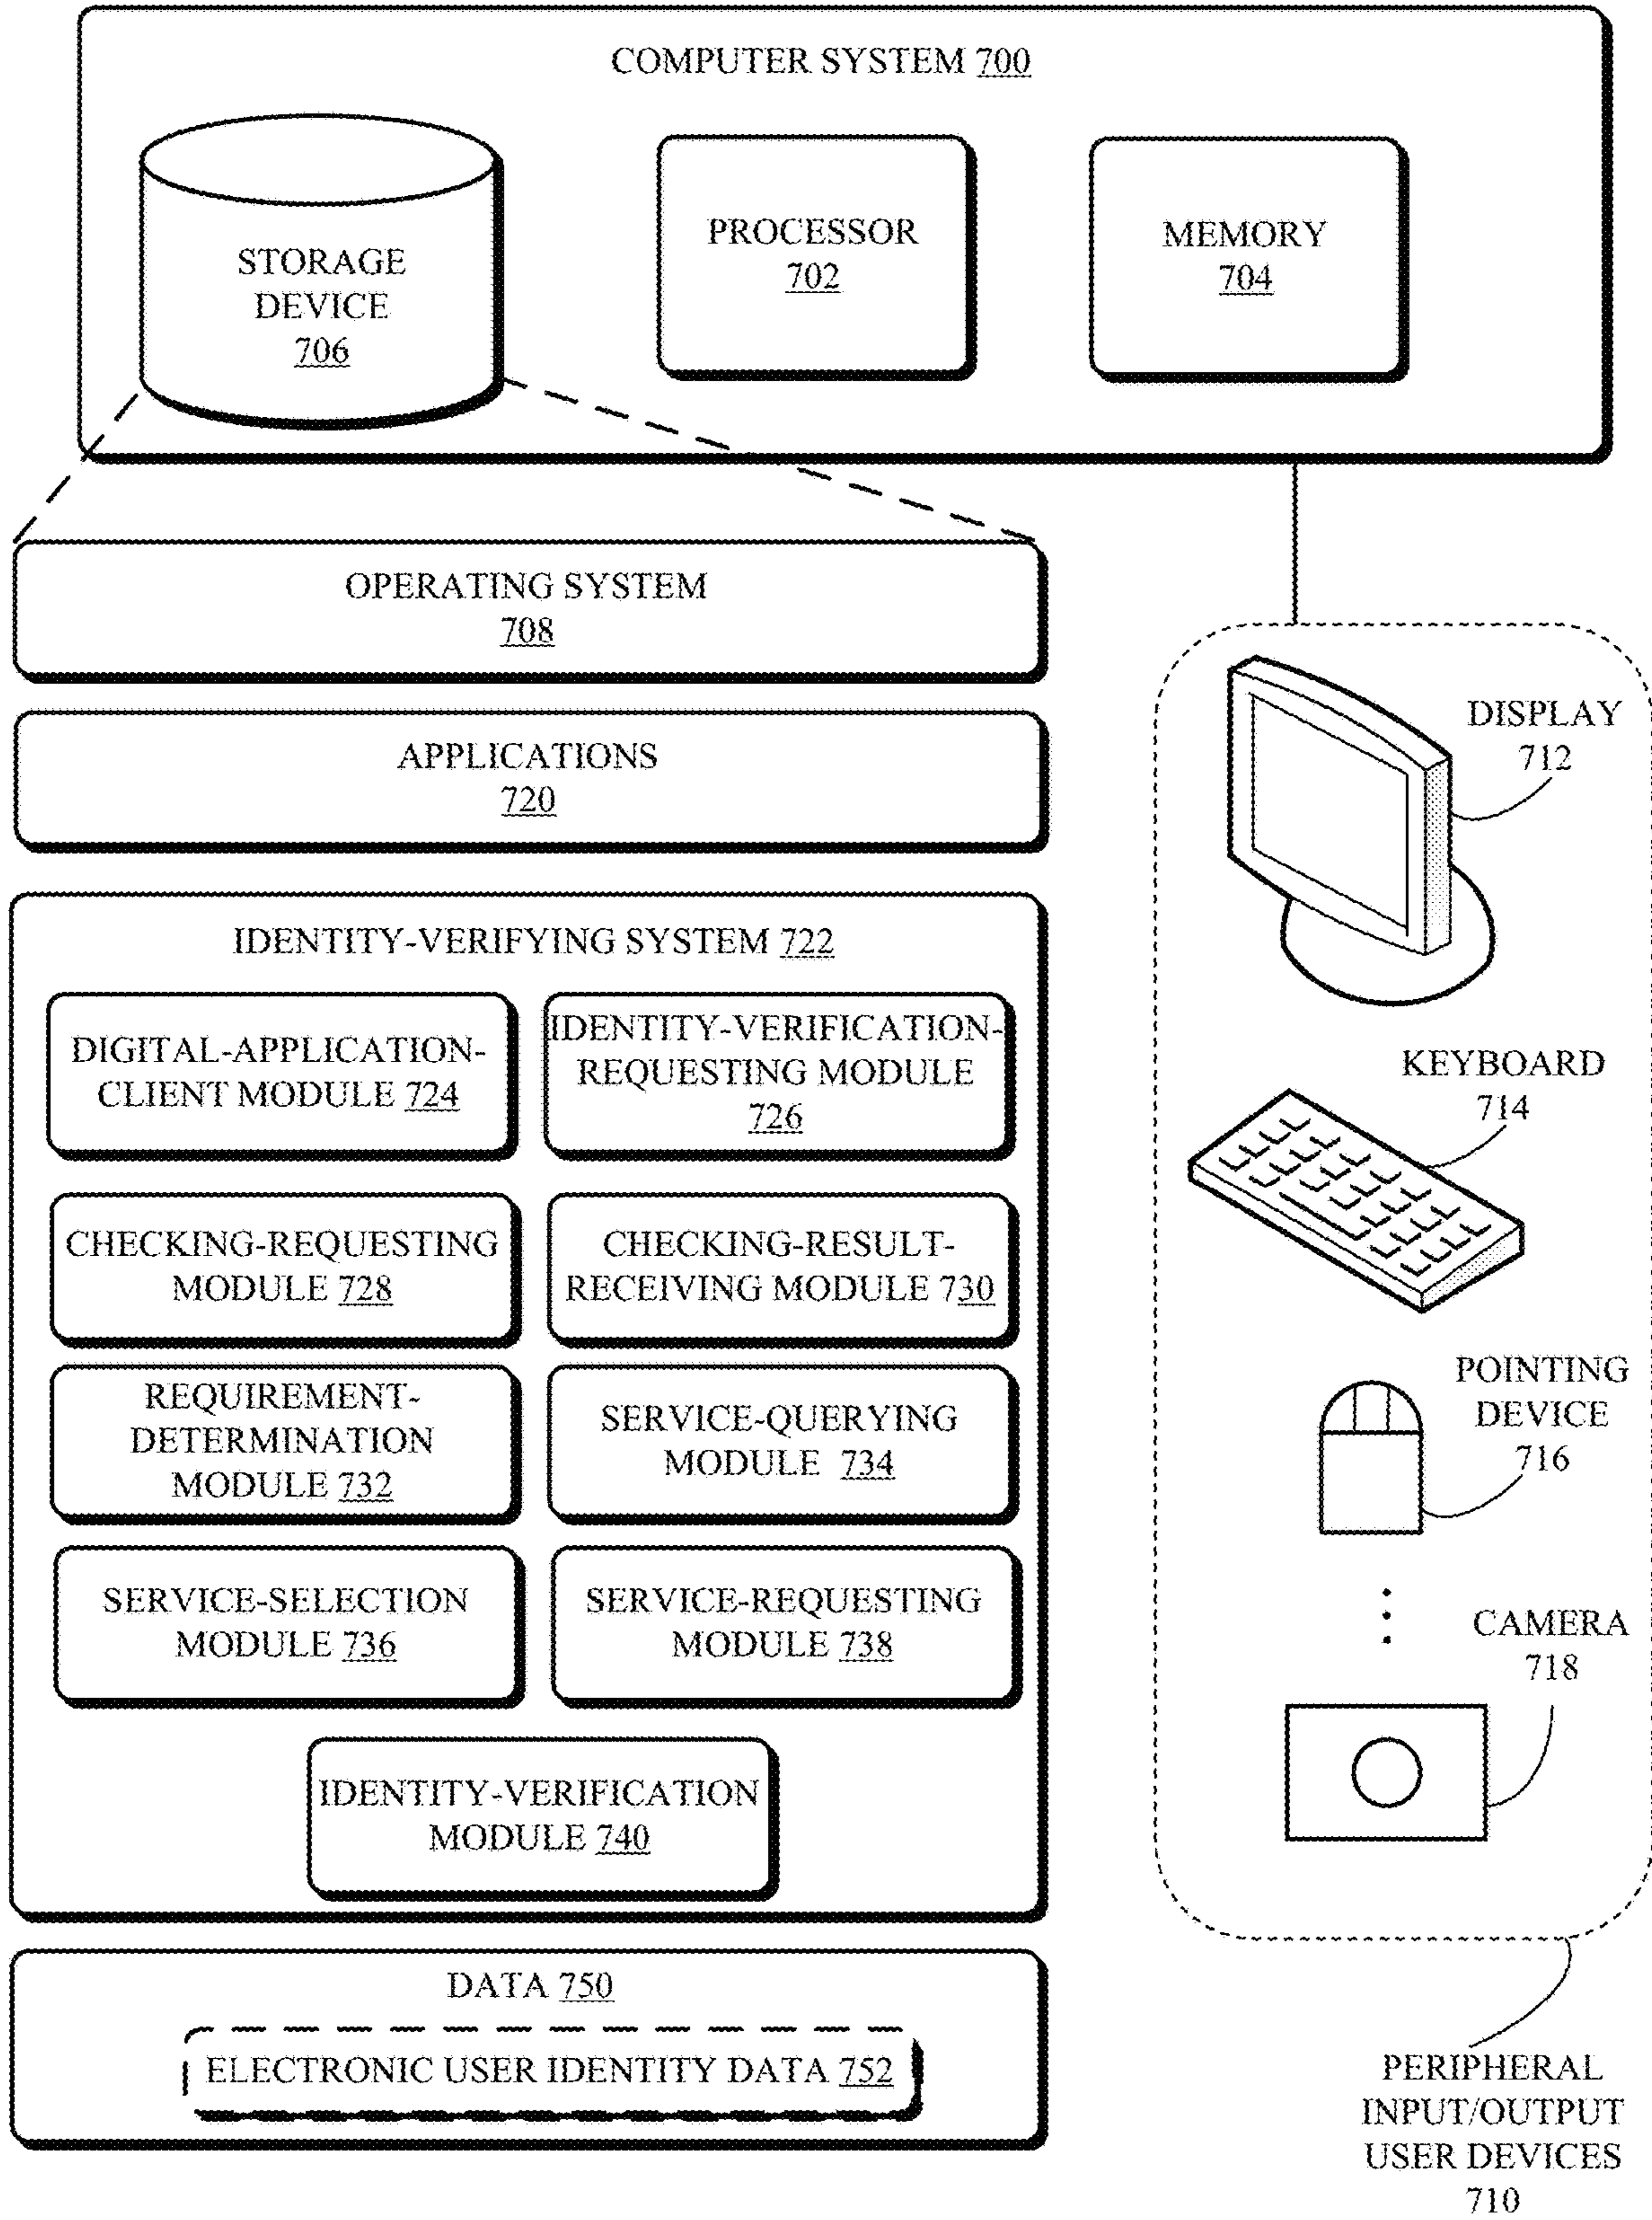 COMPUTER SYSTEM 700
STORAGE
DEVICE
706
PROCESSOR
702
MEMORY
704
OPERATING SYSTEM
708
APPLICATIONS
720
IDENTITY-VERIFYING SYSTEM 722
DIGITAL-APPLICATION-
CLIENT MODULE 724
IDENTITY-VERIFICATION-
REQUESTING MODULE
726
CHECKING-REQUESTING
MODULE 728
CHECKING-RESULT-
RECEIVING MODULE 730
REQUIREMENT-
DETERMINATION
MODULE 732
SERVICE-QUERYING
MODULE 734
SERVICE-SELECTION
MODULE 736
SERVICE-REQUESTING
MODULE 738
IDENTITY-VERIFICATION
MODULE 740
DATA 750
ELECTRONIC USER IDENTITY DATA 752
DISPLAY
712
KEYBOARD
714
POINTING
DEVICE
716
CAMERA
718
PERIPHERAL
INPUT/OUTPUT
USER DEVICES
710